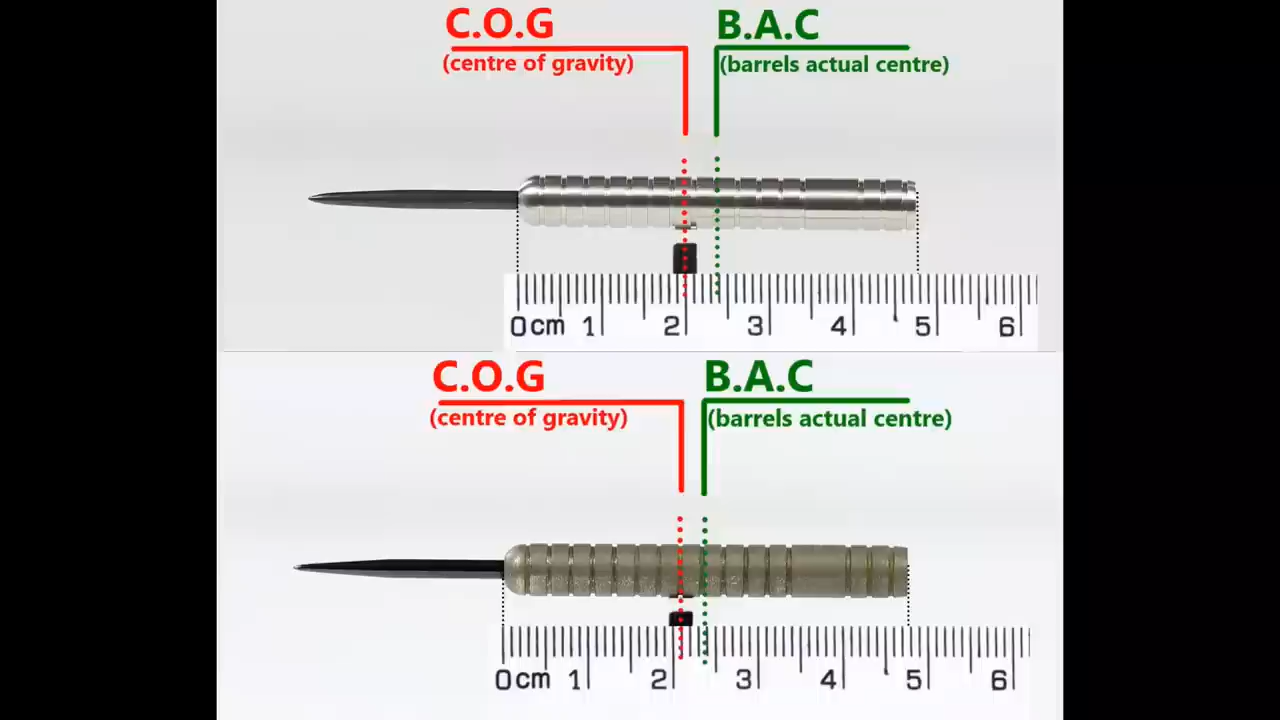 C.O.G B.A.C
(centre of gravity) (barrels actual centre)
0cm 1 2 3 4 5 6
C.O.G B.A.C
(centre of gravity) (barrels actual centre)
0cm 1 2 3 4 5 6